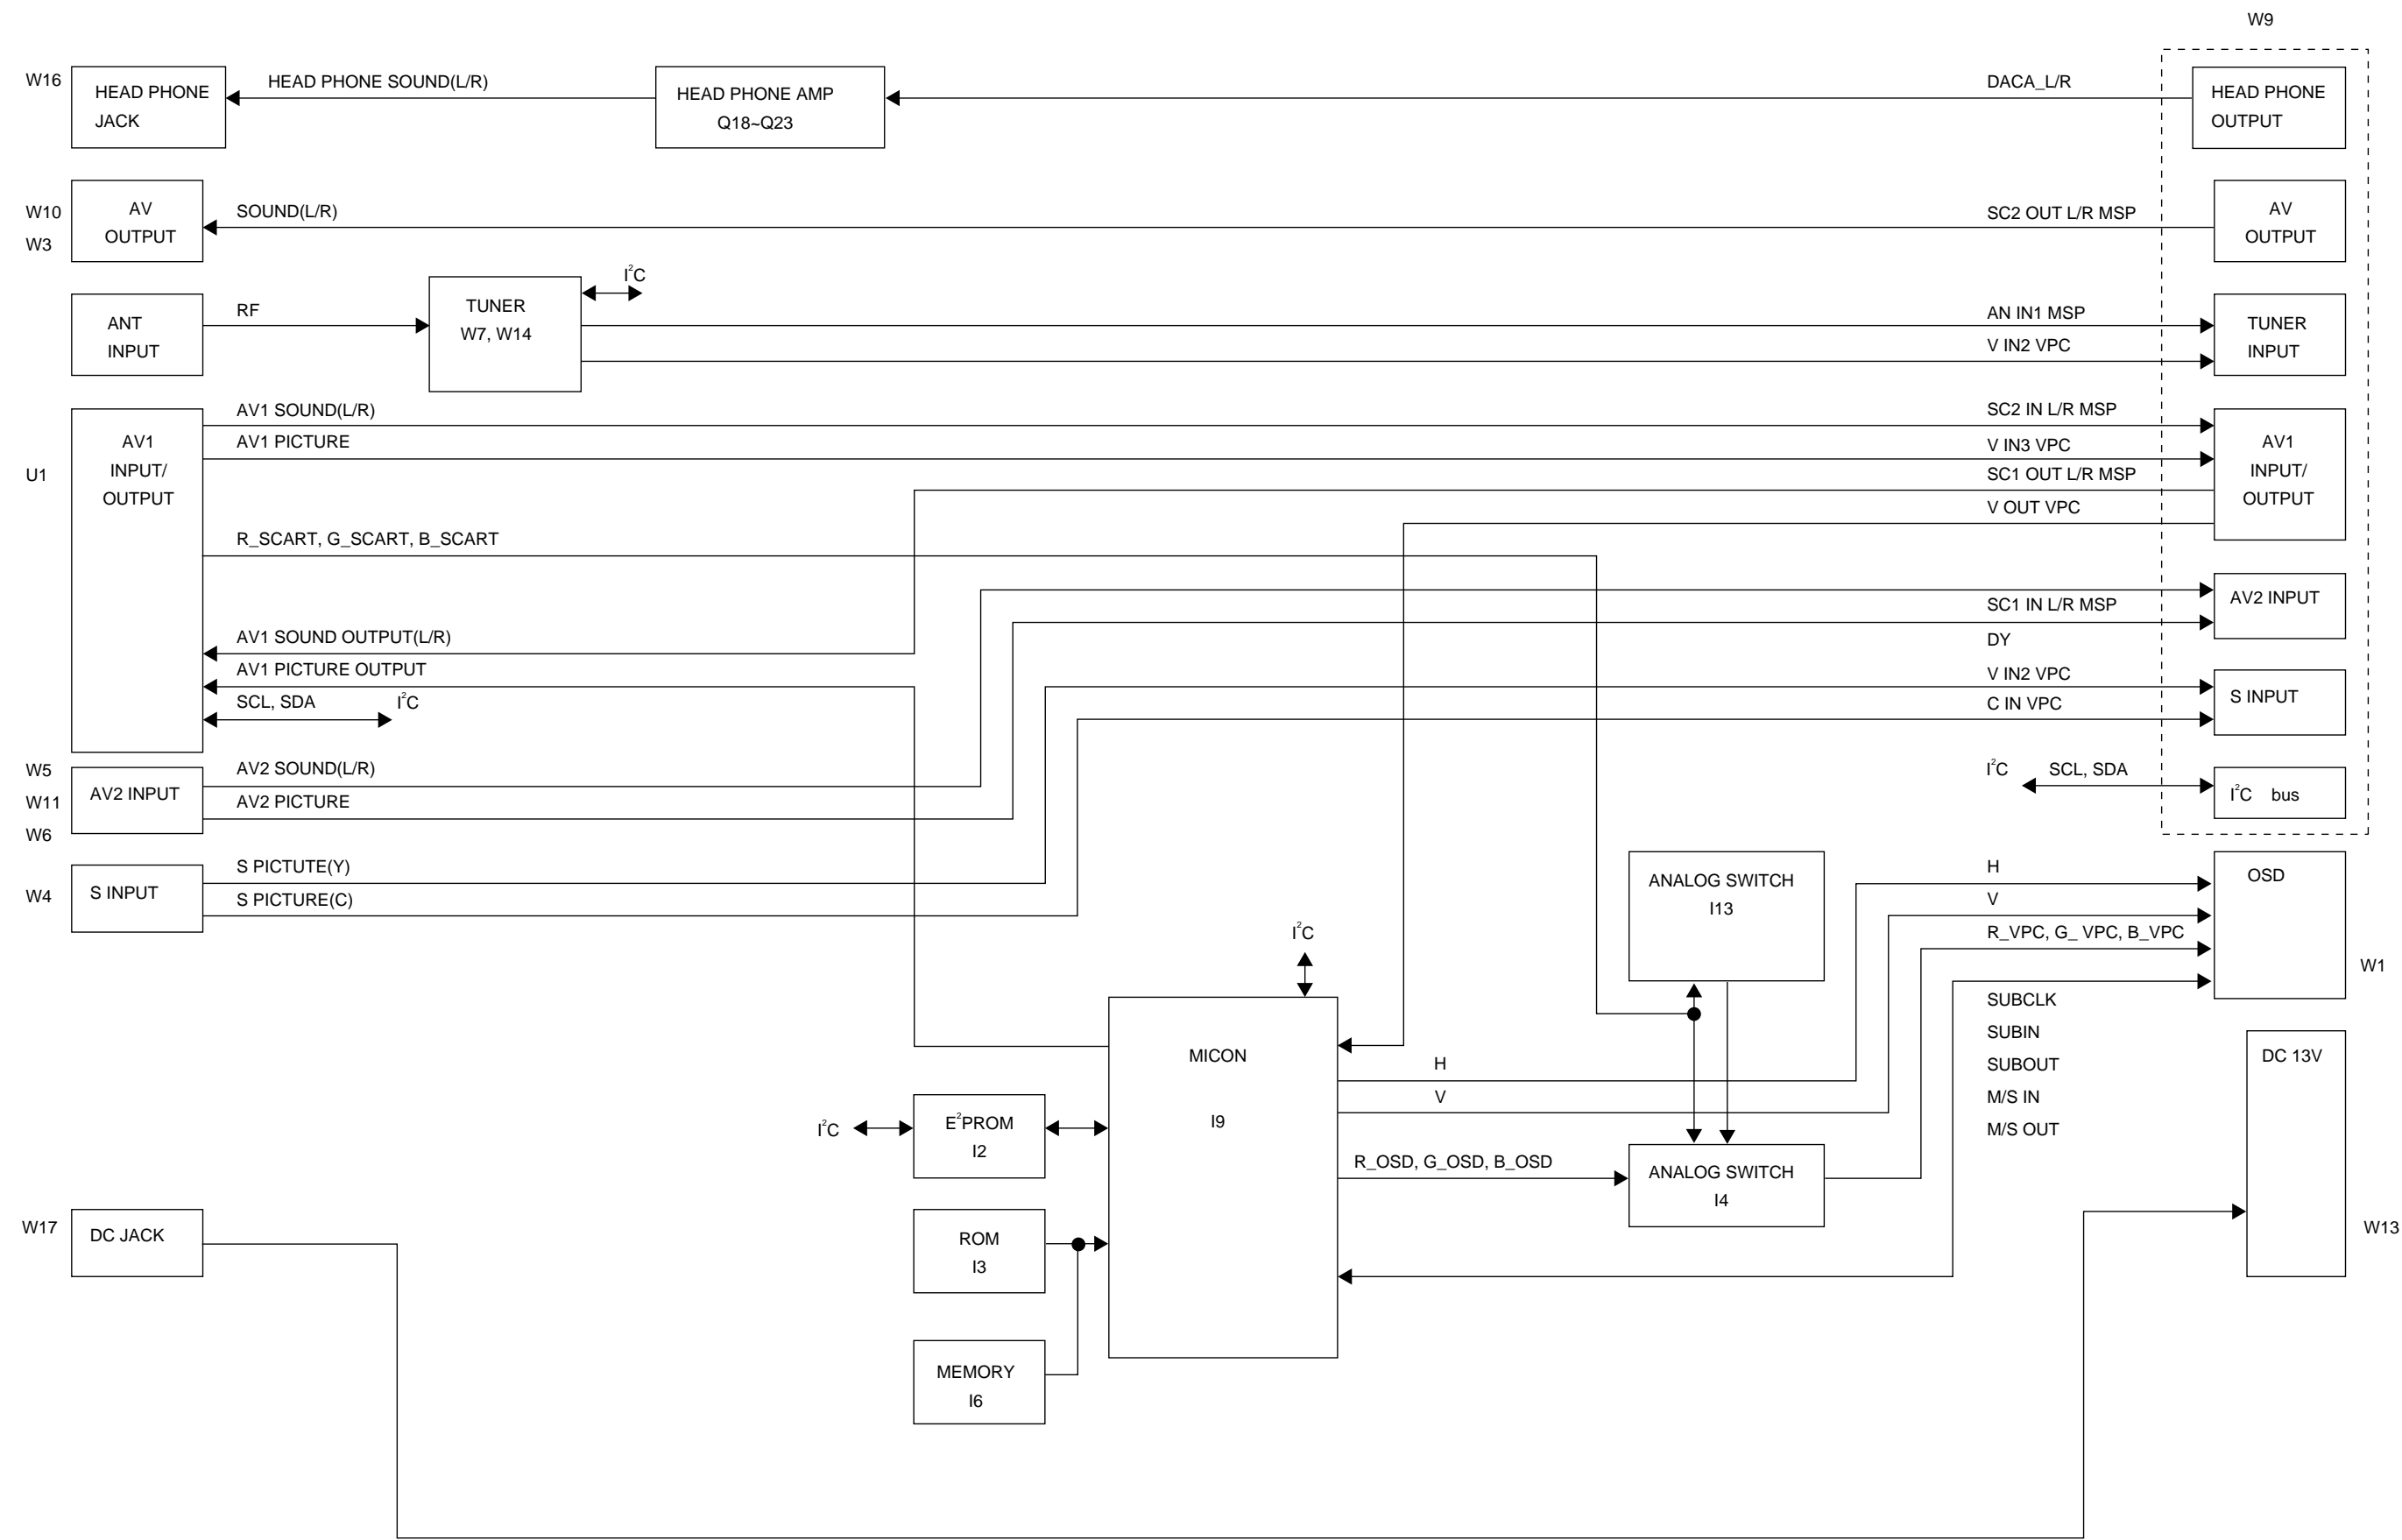 W9
W16
HEAD PHONE
JACK
HEAD PHONE SOUND(L/R)
HEAD PHONE AMP
Q18~Q23
DACA_L/R
HEAD PHONE
OUTPUT
W10
W3
AV
OUTPUT
SOUND(L/R)
SC2 OUT L/R MSP
AV
OUTPUT
ANT
INPUT
RF
TUNER
W7, W14
I²C
AN IN1 MSP
V IN2 VPC
TUNER
INPUT
U1
AV1
INPUT/
OUTPUT
AV1 SOUND(L/R)
AV1 PICTURE
R_SCART, G_SCART, B_SCART
AV1 SOUND OUTPUT(L/R)
AV1 PICTURE OUTPUT
SCL, SDA
I²C
SC2 IN L/R MSP
V IN3 VPC
SC1 OUT L/R MSP
V OUT VPC
AV1
INPUT/
OUTPUT
SC1 IN L/R MSP
DY
AV2 INPUT
V IN2 VPC
C IN VPC
S INPUT
I²C
SCL, SDA
I²C bus
W5
W11
W6
AV2 INPUT
AV2 SOUND(L/R)
AV2 PICTURE
W4
S INPUT
S PICTUTE(Y)
S PICTURE(C)
ANALOG SWITCH
I13
H
V
R_VPC, G_ VPC, B_VPC
OSD
W1
SUBCLK
SUBIN
SUBOUT
M/S IN
M/S OUT
I²C
MICON
I9
H
V
R_OSD, G_OSD, B_OSD
ANALOG SWITCH
I4
I²C
E²PROM
I2
ROM
I3
MEMORY
I6
DC 13V
W13
W17
DC JACK